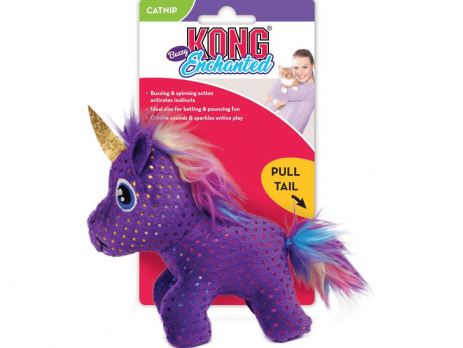 CATNIP
KONG
Buzzy
Enchanted
• Buzzing & spinning action
activates instincts
• Ideal size for batting & pouncing fun
• Crinkle sounds & sparkles entice play
PULL
TAIL